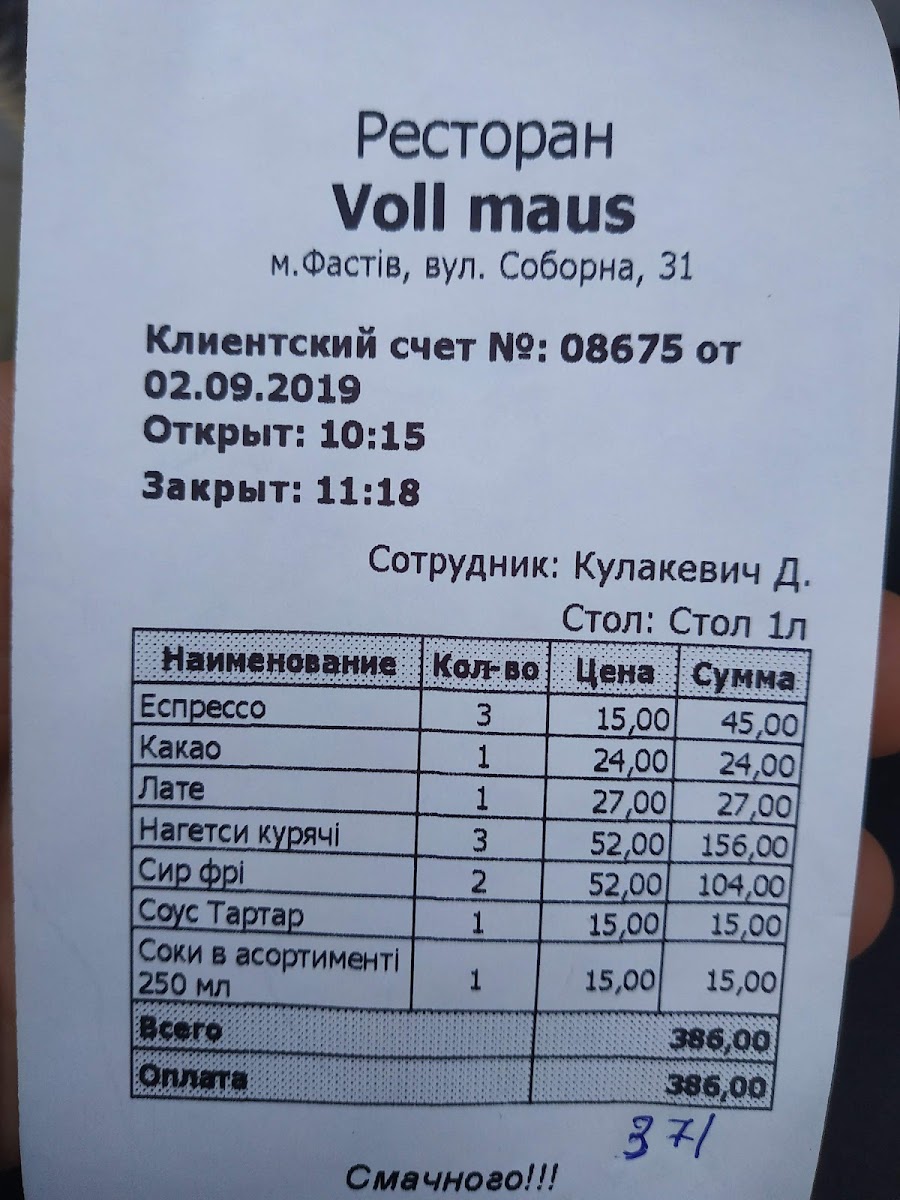 Ресторан
Voll maus
м.Фастів, вул. Соборна, 31
Клиентский счет №: 08675 от
02.09.2019
Открыт: 10:15
Закрыт: 11:18
Сотрудник: Кулакевич Д.
Стол: Стол 1л
Наименование Кол-во Цена Сумма
Еспрессо 3 15,00 45,00
Какао 1 24,00 24,00
Лате 1 27,00 27,00
Нагетси курячі 3 52,00 156,00
Сир фрі 2 52,00 104,00
Соус Тартар 1 15,00 15,00
Соки в асортименті
250 мл 1 15,00 15,00
Всего 386,00
Оплата 386,00
371
Смачного!!!